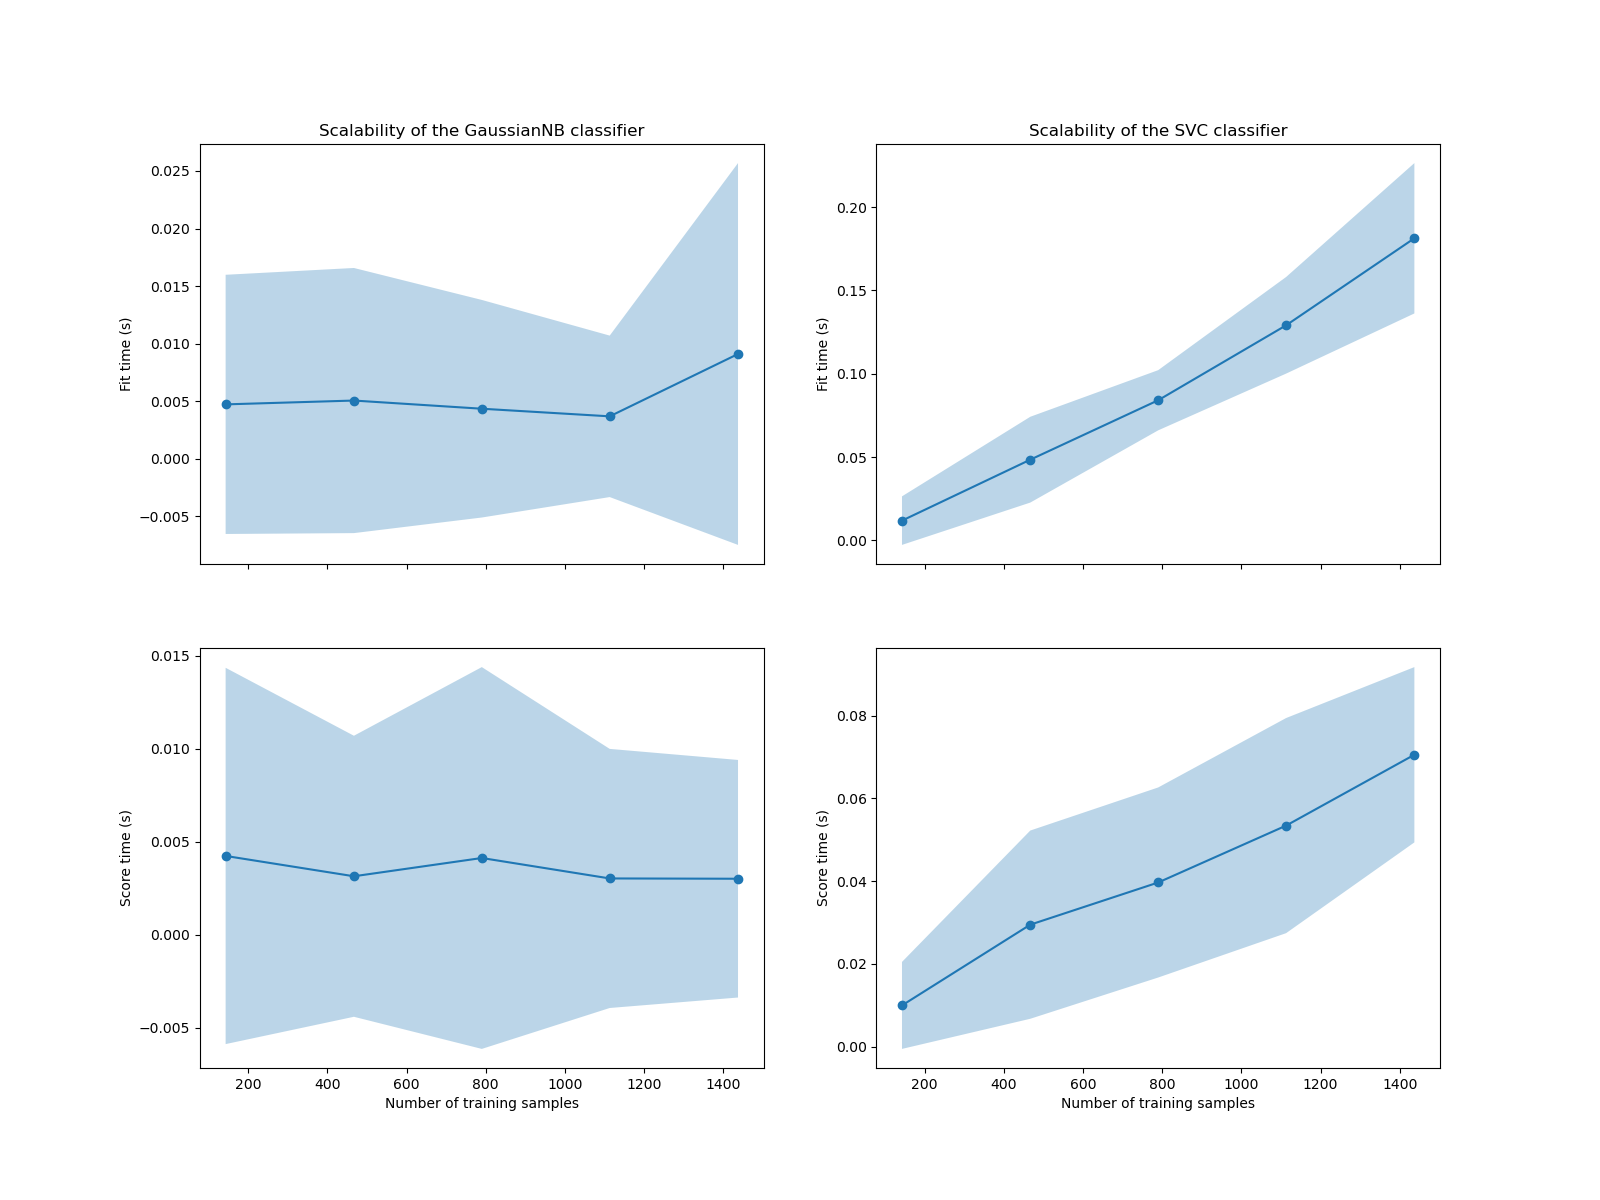 Scalability of the GaussianNB classifier
Fit time (s)
0.025
0.020
0.015
0.010
0.005
0.000
−0.005
Scalability of the SVC classifier
Fit time (s)
0.20
0.15
0.10
0.05
0.00
Score time (s)
0.015
0.010
0.005
0.000
−0.005
200 400 600 800 1000 1200 1400
Number of training samples
Score time (s)
0.08
0.06
0.04
0.02
0.00
200 400 600 800 1000 1200 1400
Number of training samples